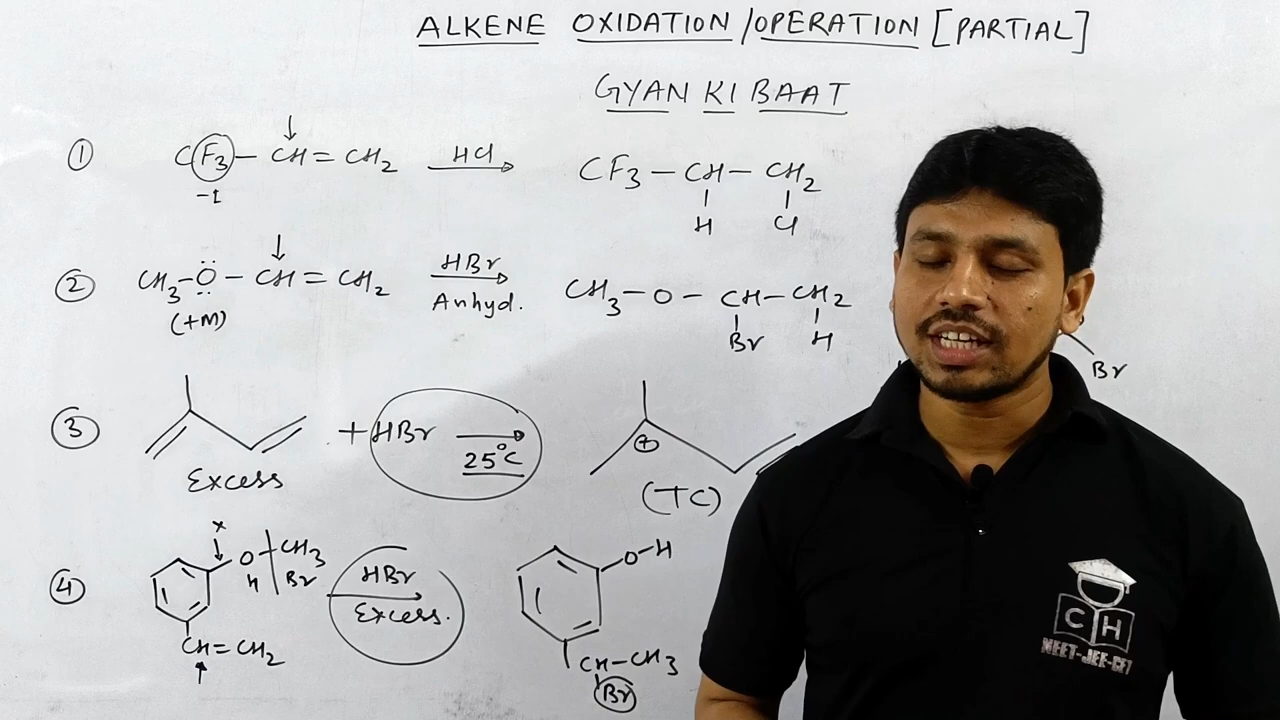 ALKENE OXIDATION/OPERATION [PARTIAL]
GYAN KI BAAT
① CF3 – CH = CH2 HCl CF3 – CH – CH2
-I H Cl
② CH3-Ö – CH = CH2 HBr Anhyd. CH3 – O – CH – CH2
(+M) Br H
Br
③ + HBr 25°C ⊕
Excess (TC)
④ x O CH3 H Br HBr Excess. O-H
CH=CH2 CH-CH3
Br
C H
NEET-JEE-CET